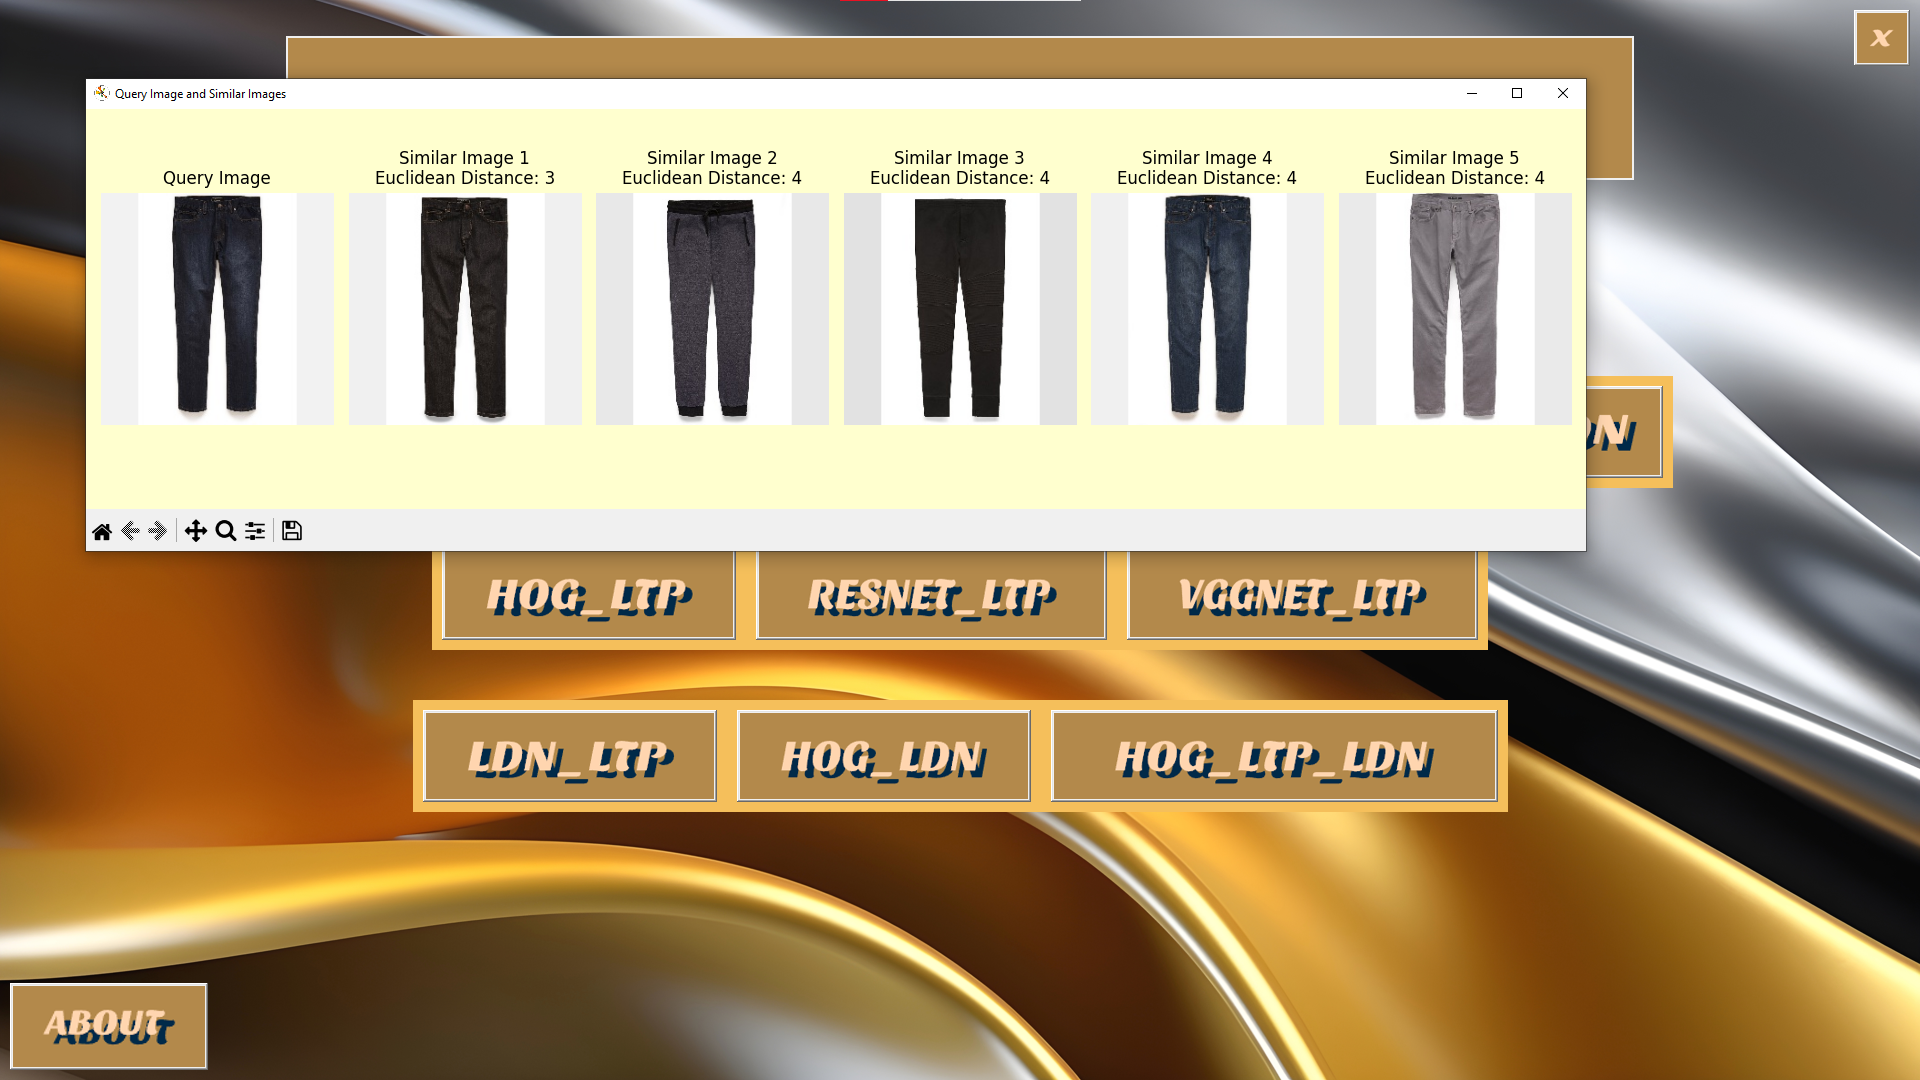 x
Query Image and Similar Images
Query Image
Similar Image 1
Euclidean Distance: 3
Similar Image 2
Euclidean Distance: 4
Similar Image 3
Euclidean Distance: 4
Similar Image 4
Euclidean Distance: 4
Similar Image 5
Euclidean Distance: 4
HOG_LTP
RESNET_LTP
VGGNET_LTP
LDN_LTP
HOG_LDN
HOG_LTP_LDN
ABOUT